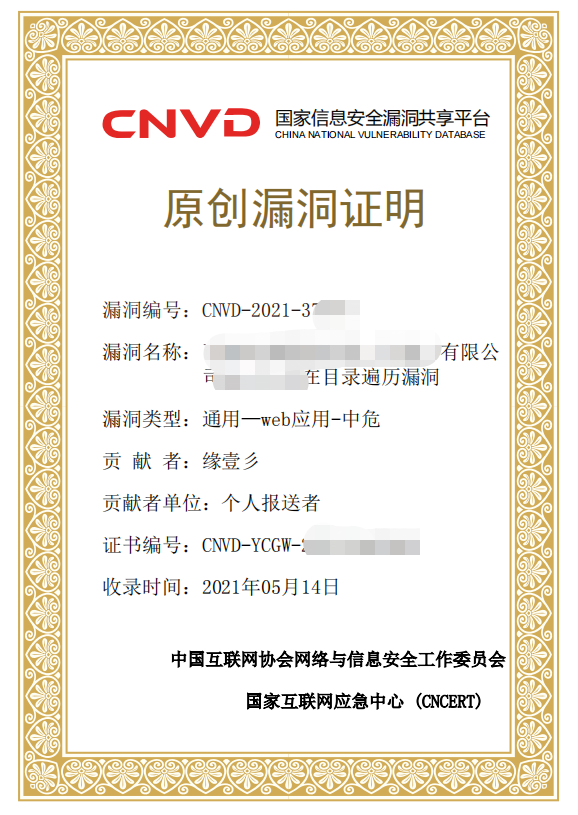 CNVD 国家信息安全漏洞共享平台
CHINA NATIONAL VULNERABILITY DATABASE
原创漏洞证明
漏洞编号：CNVD-2021-37
漏洞名称：有限公
在目录遍历漏洞
漏洞类型：通用—web应用-中危
贡 献 者：缘壹彡
贡献者单位：个人报送者
证书编号：CNVD-YCGW-
收录时间：2021年05月14日
中国互联网协会网络与信息安全工作委员会
国家互联网应急中心 (CNCERT)